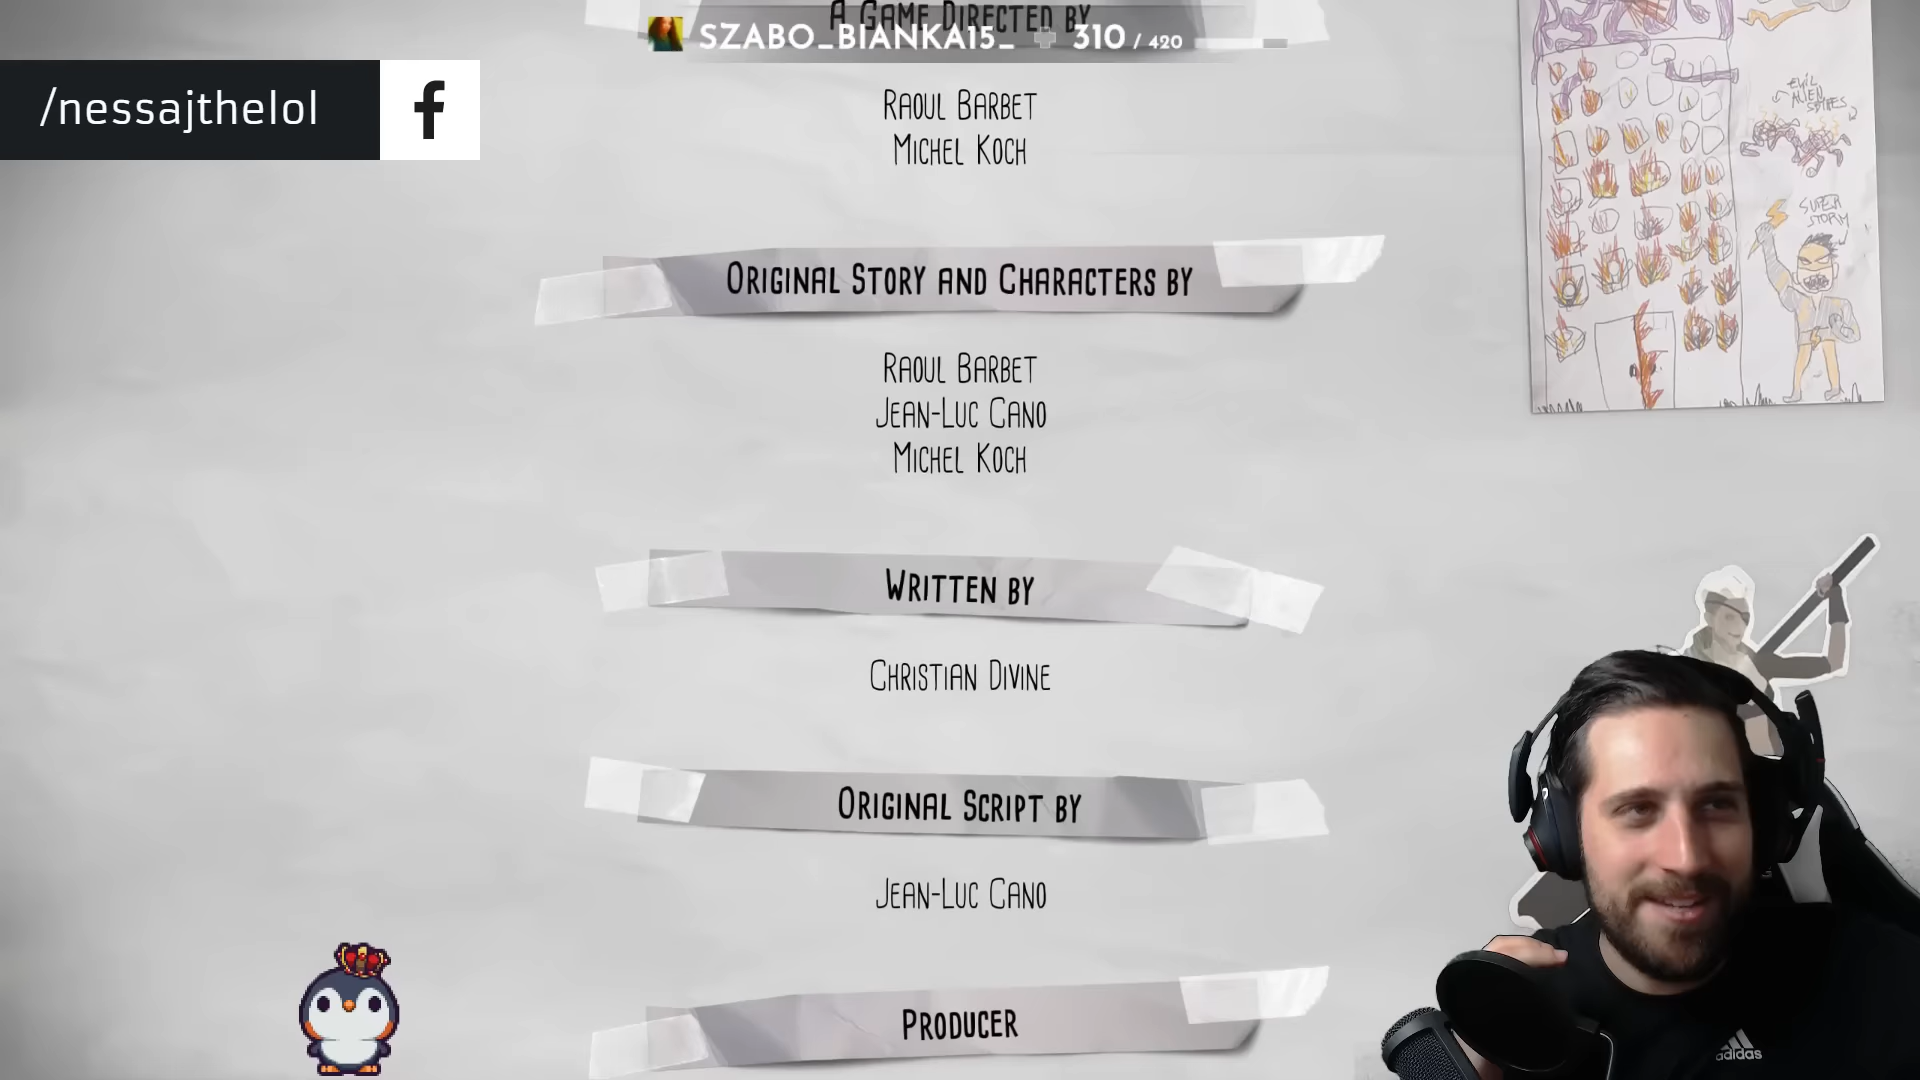 A Game Directed by
SZABO_BIANKA15_ 310 / 420
/nessajthelol
f
Raoul Barbet
Michel Koch
Original Story and Characters by
Raoul Barbet
Jean-Luc Cano
Michel Koch
Written by
Christian Divine
Original Script by
Jean-Luc Cano
Producer
EVIL
ALIEN
SPIES
SUPER
STORM
adidas